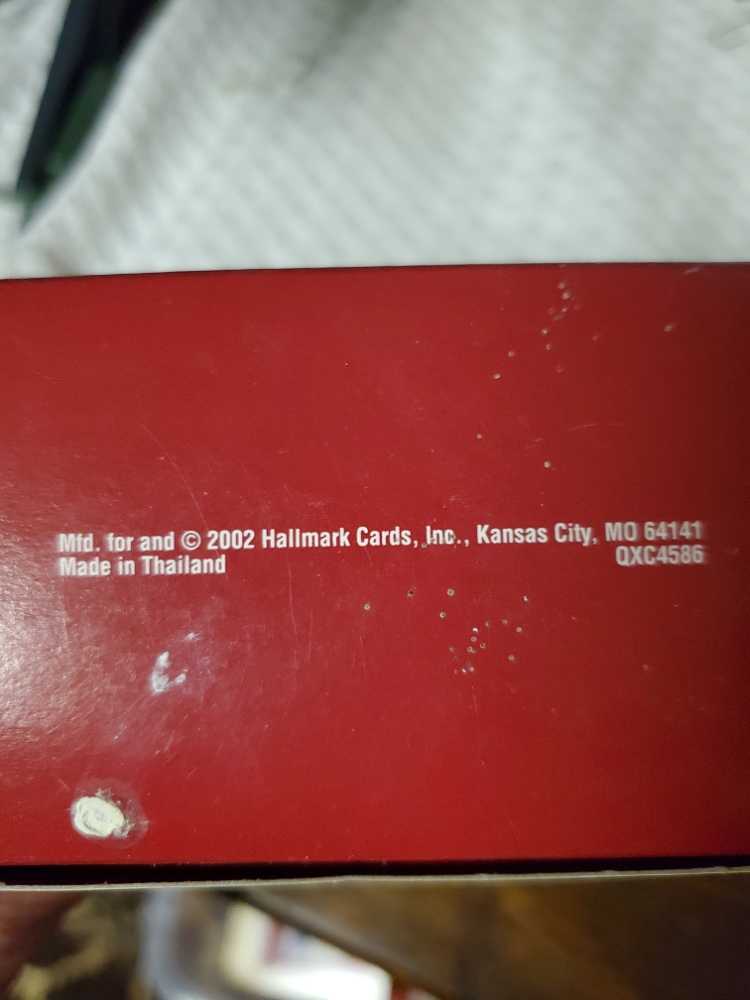 Mfd. for and © 2002 Hallmark Cards, Inc., Kansas City, MO 64141
Made in Thailand QXC4586